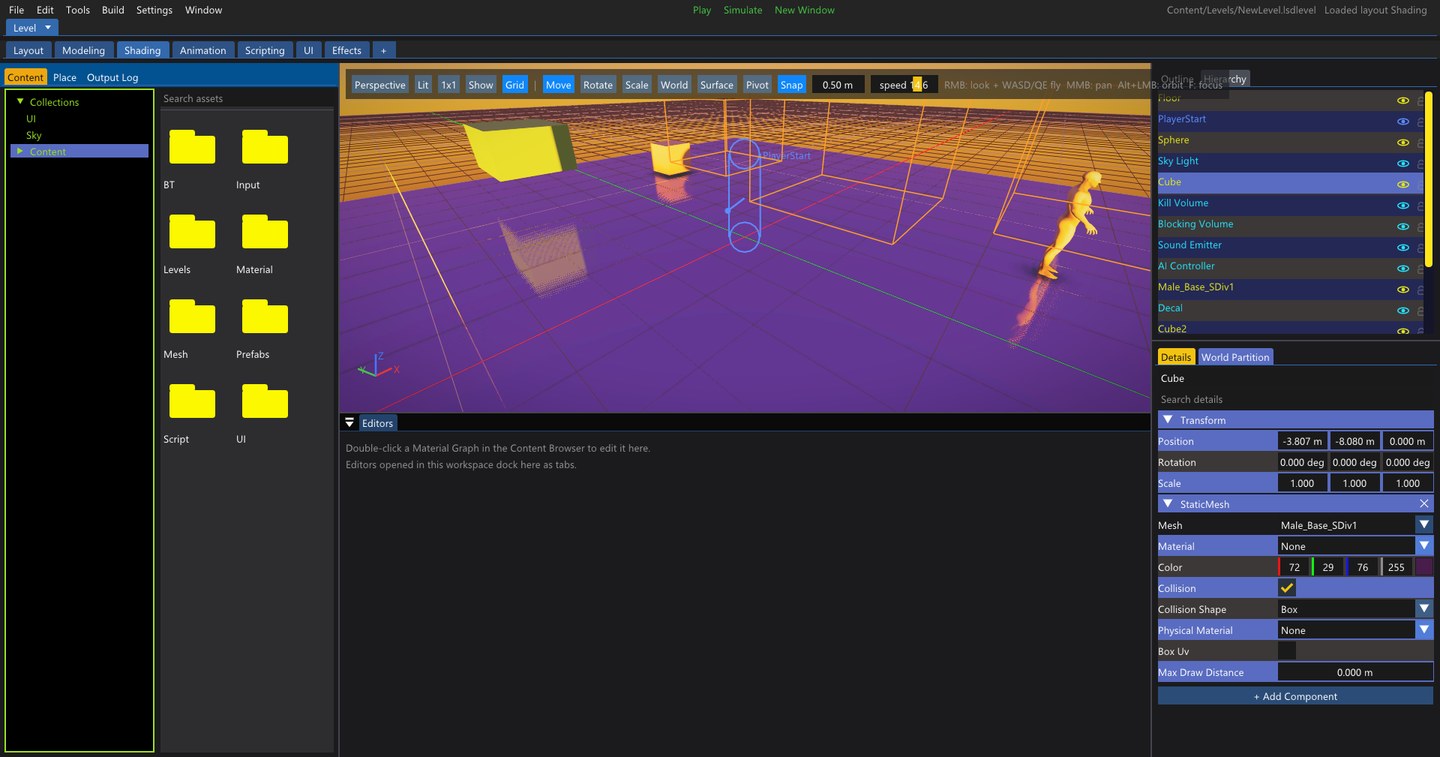 File Edit Tools Build Settings Window Play Simulate New Window Content/Levels/NewLevel.lsdlevel Loaded layout Shading
Level
Layout Modeling Shading Animation Scripting UI Effects +
Content Place Output Log
Collections
UI
Sky
Content
Search assets
BT Input
Levels Material
Mesh Prefabs
Script UI
Perspective Lit 1x1 Show Grid | Move Rotate Scale World Surface Pivot Snap 0.50 m speed 14.6 RMB: look + WASD/QE fly MMB: pan Alt+LMB: orbit F: focus
PlayerStart
Z
X
Y
Editors
Double-click a Material Graph in the Content Browser to edit it here.
Editors opened in this workspace dock here as tabs.
Outline Hierarchy
Floor
PlayerStart
Sphere
Sky Light
Cube
Kill Volume
Blocking Volume
Sound Emitter
AI Controller
Male_Base_SDiv1
Decal
Cube2
Details World Partition
Cube
Search details
Transform
Position -3.807 m -8.080 m 0.000 m
Rotation 0.000 deg 0.000 deg 0.000 deg
Scale 1.000 1.000 1.000
StaticMesh
Mesh Male_Base_SDiv1
Material None
Color 72 29 76 255
Collision
Collision Shape Box
Physical Material None
Box Uv
Max Draw Distance 0.000 m
+ Add Component